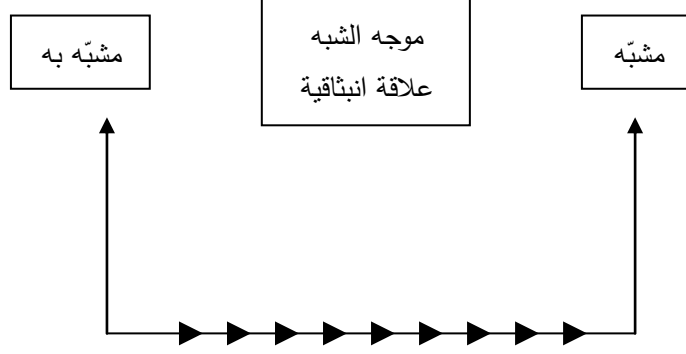 مشبّه
موجه الشبه
علاقة انبثاقية
مشبّه به